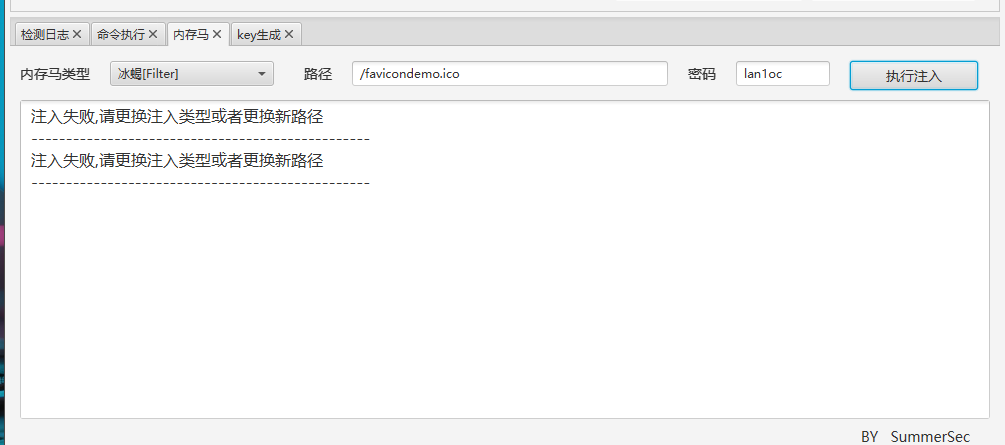 检测日志 命令执行 内存马 key生成
内存马类型 冰蝎[Filter] 路径 /favicondemo.ico 密码 lan1oc 执行注入
注入失败,请更换注入类型或者更换新路径
-------------------------------------------------
注入失败,请更换注入类型或者更换新路径
-------------------------------------------------
BY SummerSec